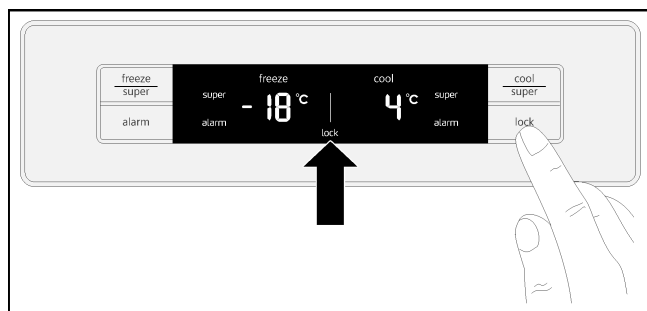 freeze
super
alarm
freeze
super
-18 °C
alarm
cool
4 °C
super
alarm
lock
cool
super
lock